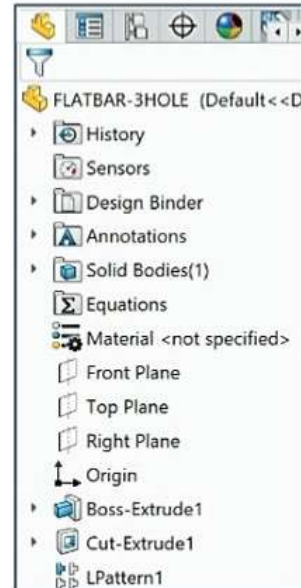 FLATBAR-3HOLE (Default<<D
History
Sensors
Design Binder
Annotations
Solid Bodies(1)
Equations
Material <not specified>
Front Plane
Top Plane
Right Plane
Origin
Boss-Extrude1
Cut-Extrude1
LPattern1